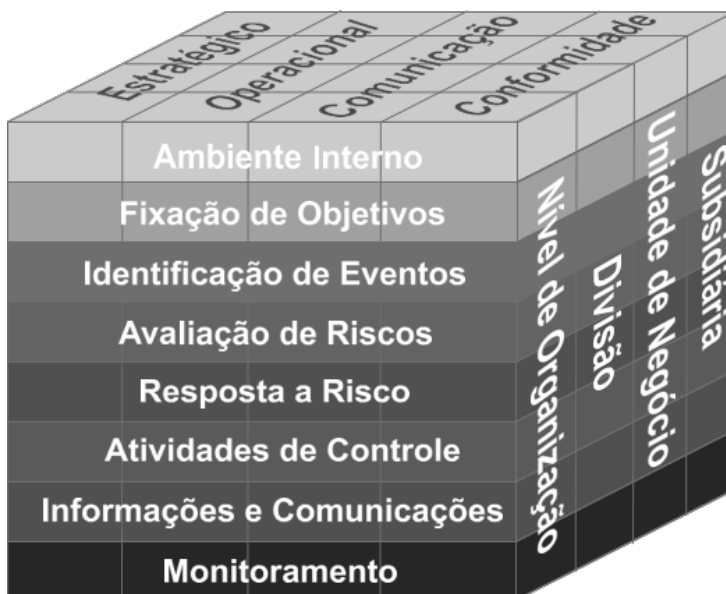 Estratégico
Operacional
Comunicação
Conformidade
Ambiente Interno
Fixação de Objetivos
Identificação de Eventos
Avaliação de Riscos
Resposta a Risco
Atividades de Controle
Informações e Comunicações
Monitoramento
Nível de Organização
Divisão
Unidade de Negócio
Subsidiária